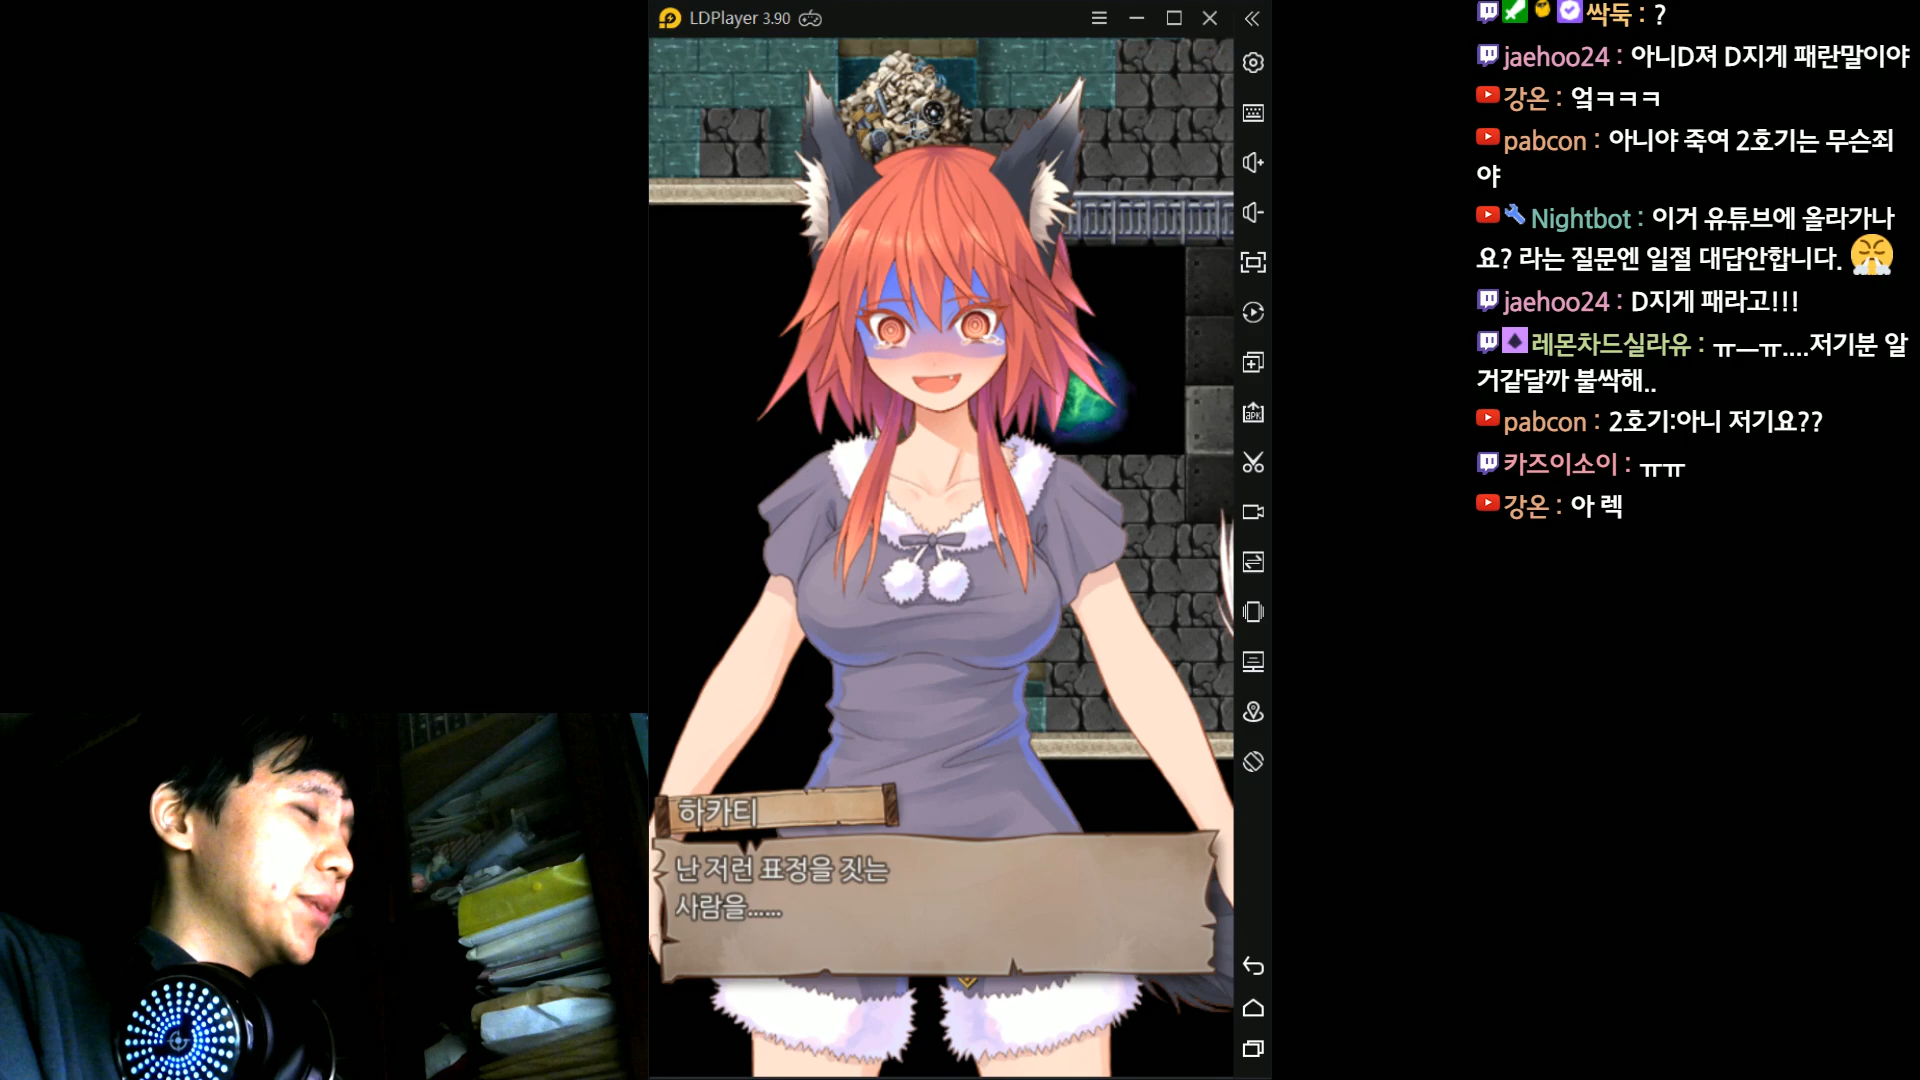 LDPlayer 3.90
싹둑 : ?
jaehoo24 : 아니D져 D지게 패란말이야
강온 : 엌ㅋㅋㅋ
pabcon : 아니야 죽여 2호기는 무슨죄
야
Nightbot : 이거 유튜브에 올라가나
요? 라는 질문엔 일절 대답안합니다.
jaehoo24 : D지게 패라고!!!
레몬차드실라유 : ㅠㅡㅠ....저기분 알
거같달까 불싹해..
pabcon : 2호기:아니 저기요??
카즈이소이 : ㅠㅠ
강온 : 아 렉
하카티
난 저런 표정을 짓는
사람을......